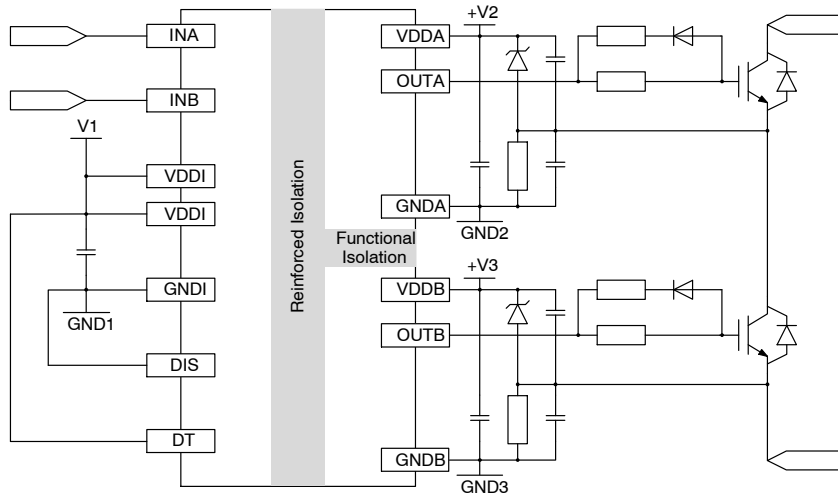 INA
INB
V1
VDDI
VDDI
GNDI
GND1
DIS
DT
Reinforced Isolation
Functional
Isolation
+V2
VDDA
OUTA
GNDA
GND2
+V3
VDDB
OUTB
GNDB
GND3